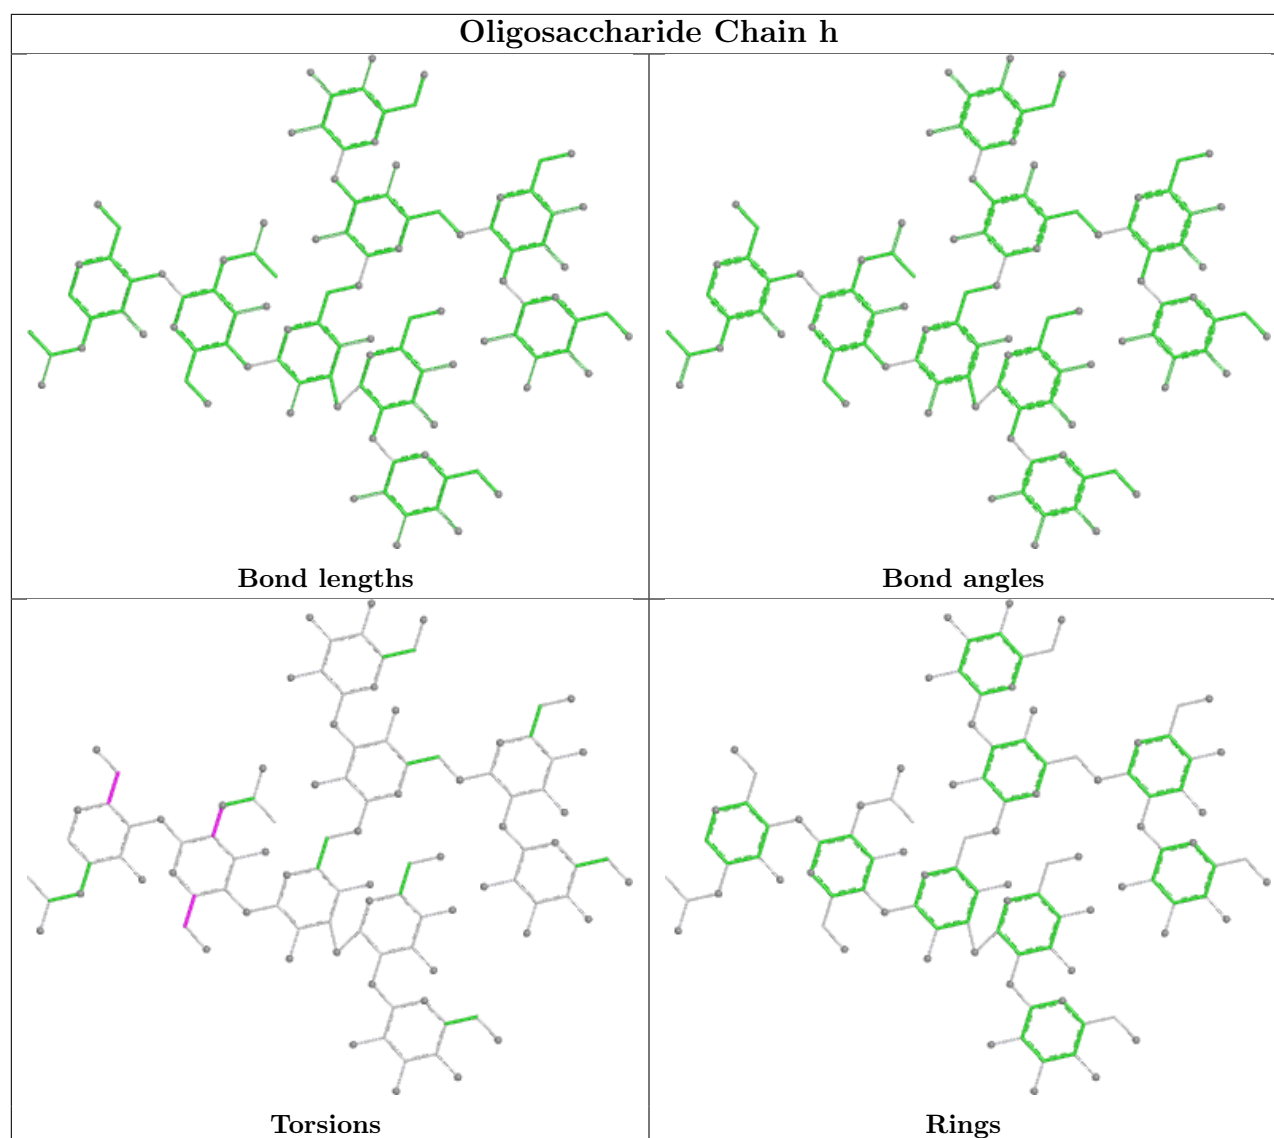 Oligosaccharide Chain h
Bond lengths
Bond angles
Torsions
Rings